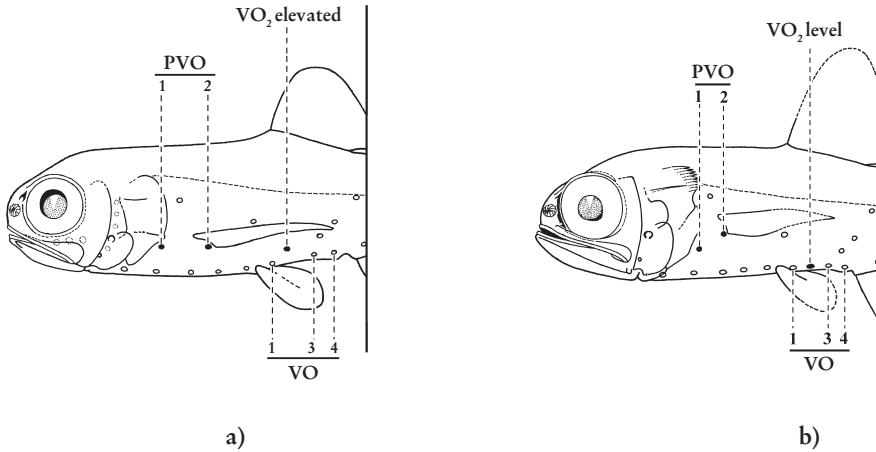 VO₂ elevated
PVO
1 2
1 3 4
VO
a)
VO₂ level
PVO
1 2
1 3 4
VO
b)